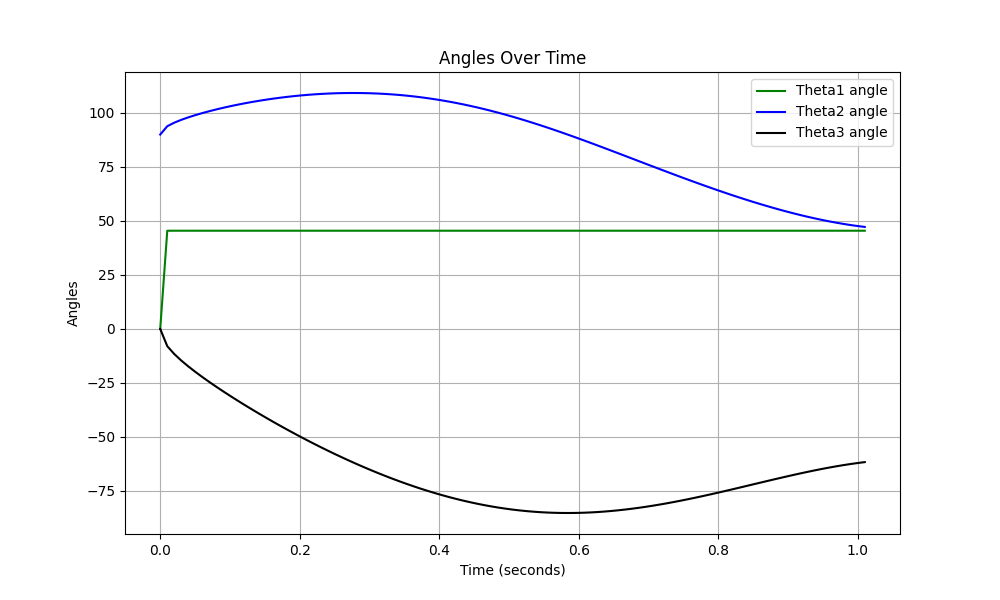 Angles Over Time
Theta1 angle
Theta2 angle
Theta3 angle
Angles
100
75
50
25
0
−25
−50
−75
0.0 0.2 0.4 0.6 0.8 1.0
Time (seconds)